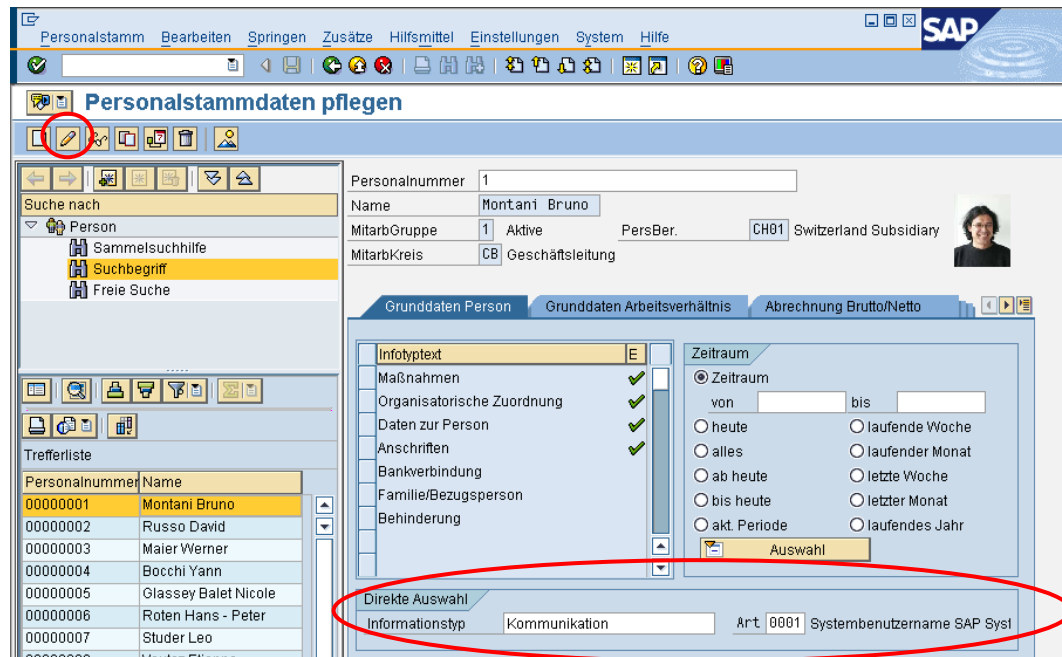 Personalstamm Bearbeiten Springen Zusätze Hilfsmittel Einstellungen System Hilfe
SAP
Personalstammdaten pflegen
Suche nach
Person
Sammelsuchhilfe
Suchbegriff
Freie Suche
Trefferliste
Personalnummer Name
00000001 Montani Bruno
00000002 Russo David
00000003 Maier Werner
00000004 Bocchi Yann
00000005 Glassey Balet Nicole
00000006 Roten Hans - Peter
00000007 Studer Leo
Personalnummer 1
Name Montani Bruno
MitarbGruppe 1 Aktive PersBer. CH01 Switzerland Subsidiary
MitarbKreis CB Geschäftsleitung
Grunddaten Person Grunddaten Arbeitsverhältnis Abrechnung Brutto/Netto
Infotyptext E
Maßnahmen
Organisatorische Zuordnung
Daten zur Person
Anschriften
Bankverbindung
Familie/Bezugsperson
Behinderung
Zeitraum
Zeitraum
von bis
heute laufende Woche
alles laufender Monat
ab heute letzte Woche
bis heute letzter Monat
akt. Periode laufendes Jahr
Auswahl
Direkte Auswahl
Informationstyp Kommunikation Art 0001 Systembenutzername SAP Syst